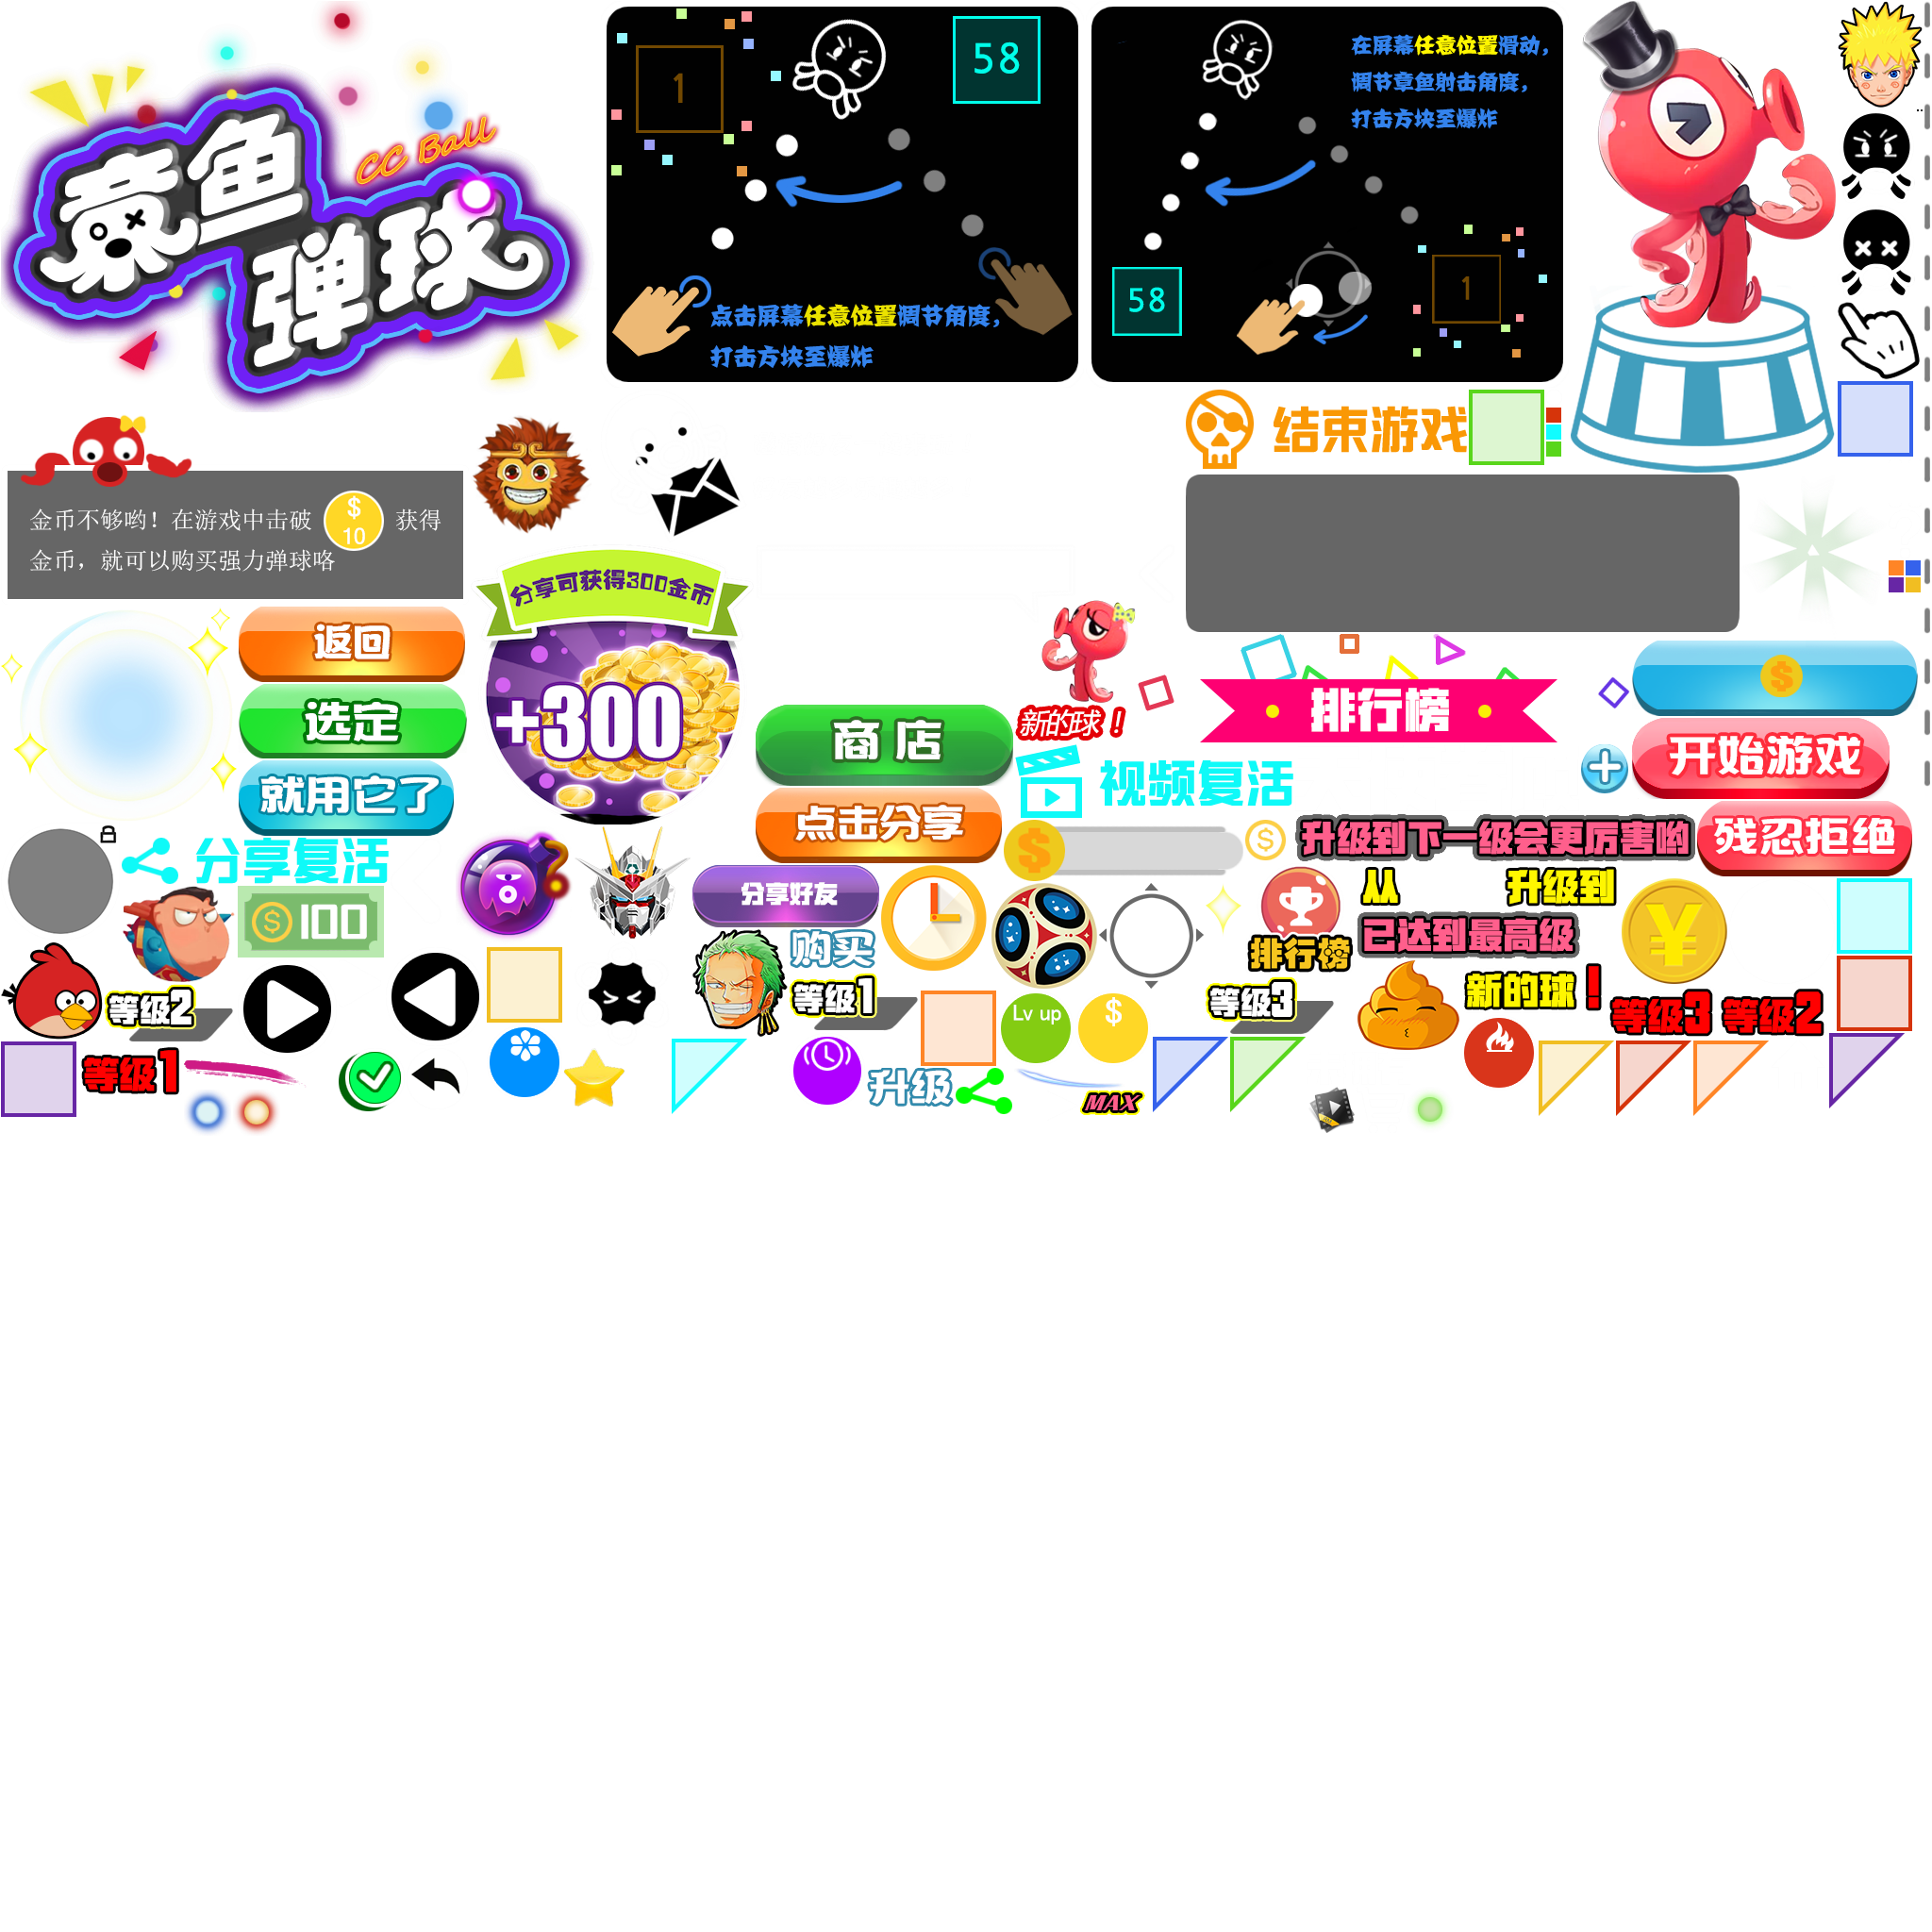 章鱼
弹球
CC Ball
1
58
点击屏幕任意位置调节角度，
打击方块至爆炸
在屏幕任意位置滑动，
调节章鱼射击角度，
打击方块至爆炸
58
1
结束游戏
金币不够哟！在游戏中击破 $ 10 获得
金币，就可以购买强力弹球咯
分享可获得300金币
+300
返回
选定
就用它了
商店
点击分享
新的球！
视频复活
排行榜
$
开始游戏
残忍拒绝
分享复活
$ 100
分享好友
$
$
升级到下一级会更厉害哟
从 升级到
已达到最高级
排行榜
¥
购买
等级1
等级2
等级3
新的球！
等级3
等级2
等级1
Lv up
$
升级
MAX